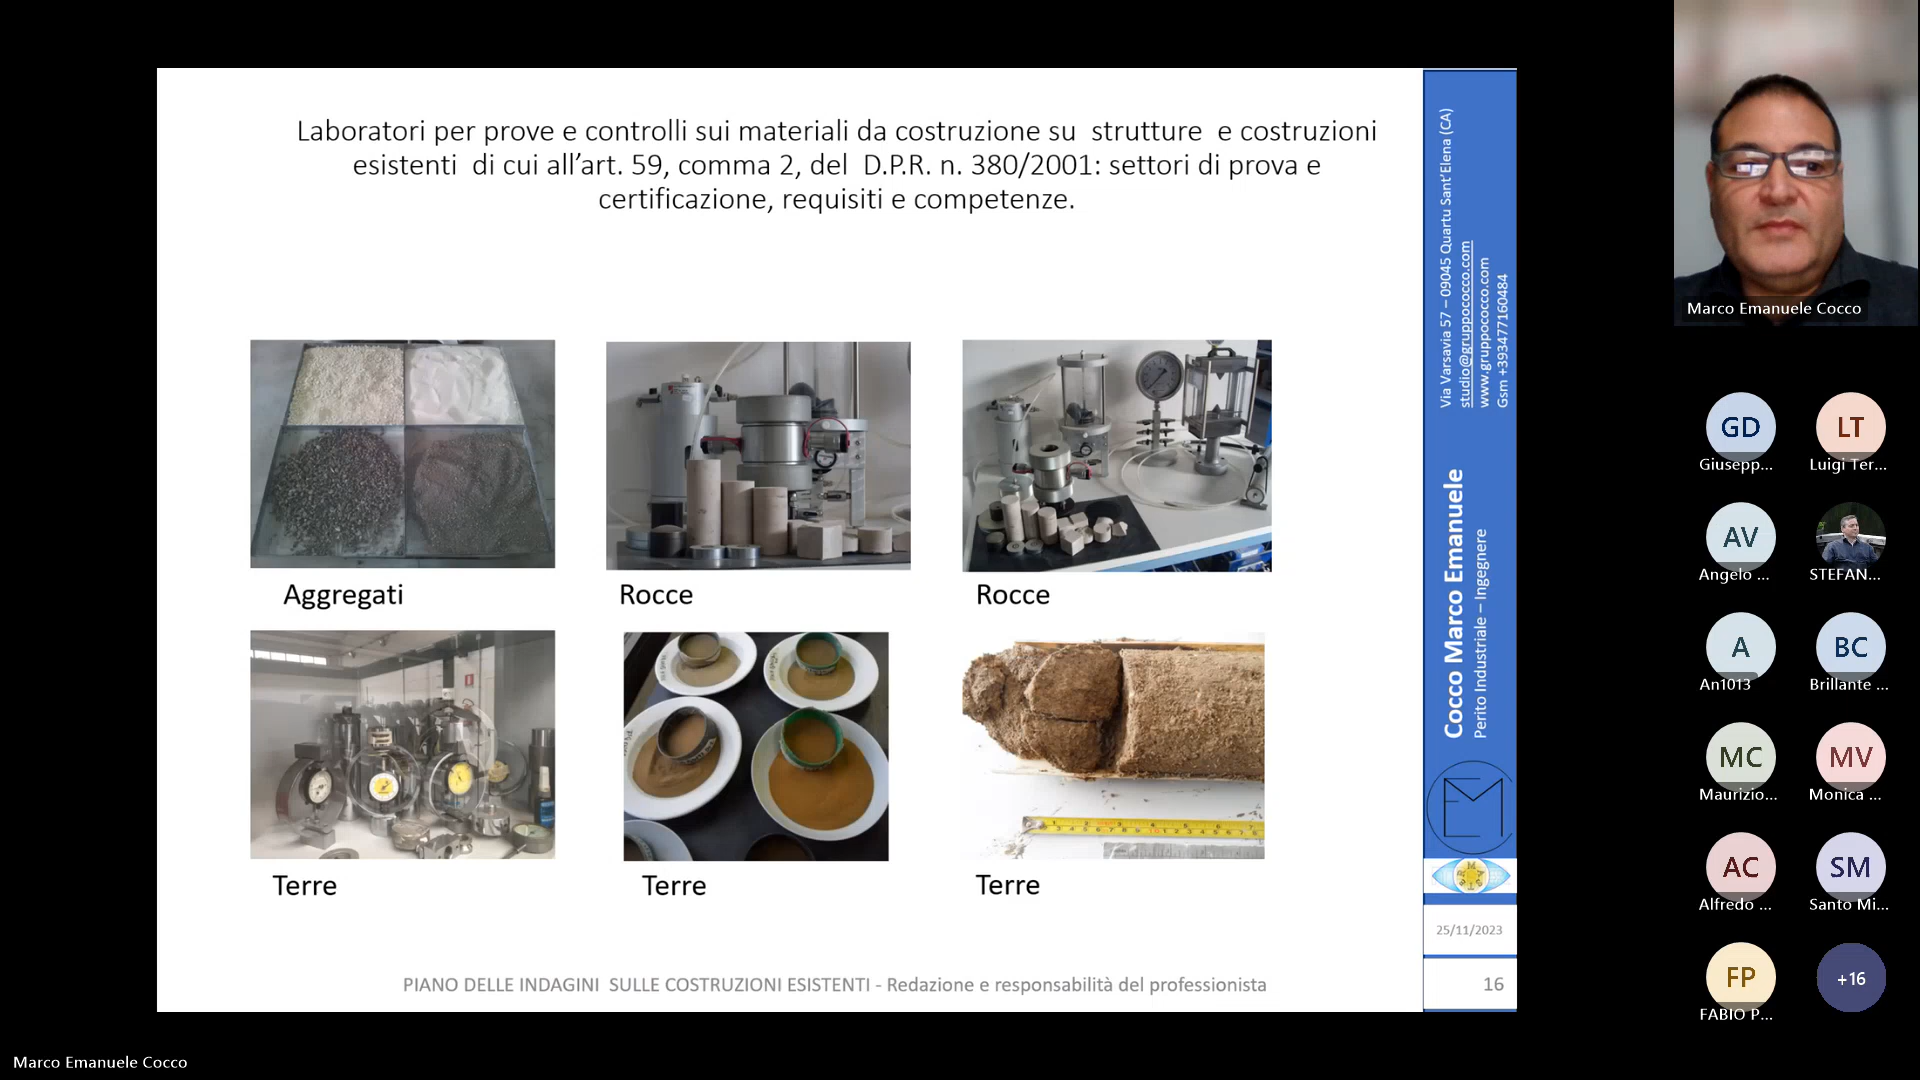 Laboratori per prove e controlli sui materiali da costruzione su strutture e costruzioni
esistenti di cui all’art. 59, comma 2, del D.P.R. n. 380/2001: settori di prova e
certificazione, requisiti e competenze.
Aggregati
Rocce
Rocce
Terre
Terre
Terre
PIANO DELLE INDAGINI SULLE COSTRUZIONI ESISTENTI - Redazione e responsabilità del professionista
Via Varsavia 57 – 09045 Quartu Sant’Elena (CA)
studio@gruppococco.com
www.gruppococco.com
Gsm +393477160484
Cocco Marco Emanuele
Perito Industriale – Ingegnere
25/11/2023
16
Marco Emanuele Cocco
GD
LT
Giusepp...
Luigi Ter...
AV
Angelo ...
STEFAN...
A
BC
An1013
Brillante ...
MC
MV
Maurizio...
Monica ...
AC
SM
Alfredo ...
Santo Mi...
FP
+16
FABIO P...
Marco Emanuele Cocco